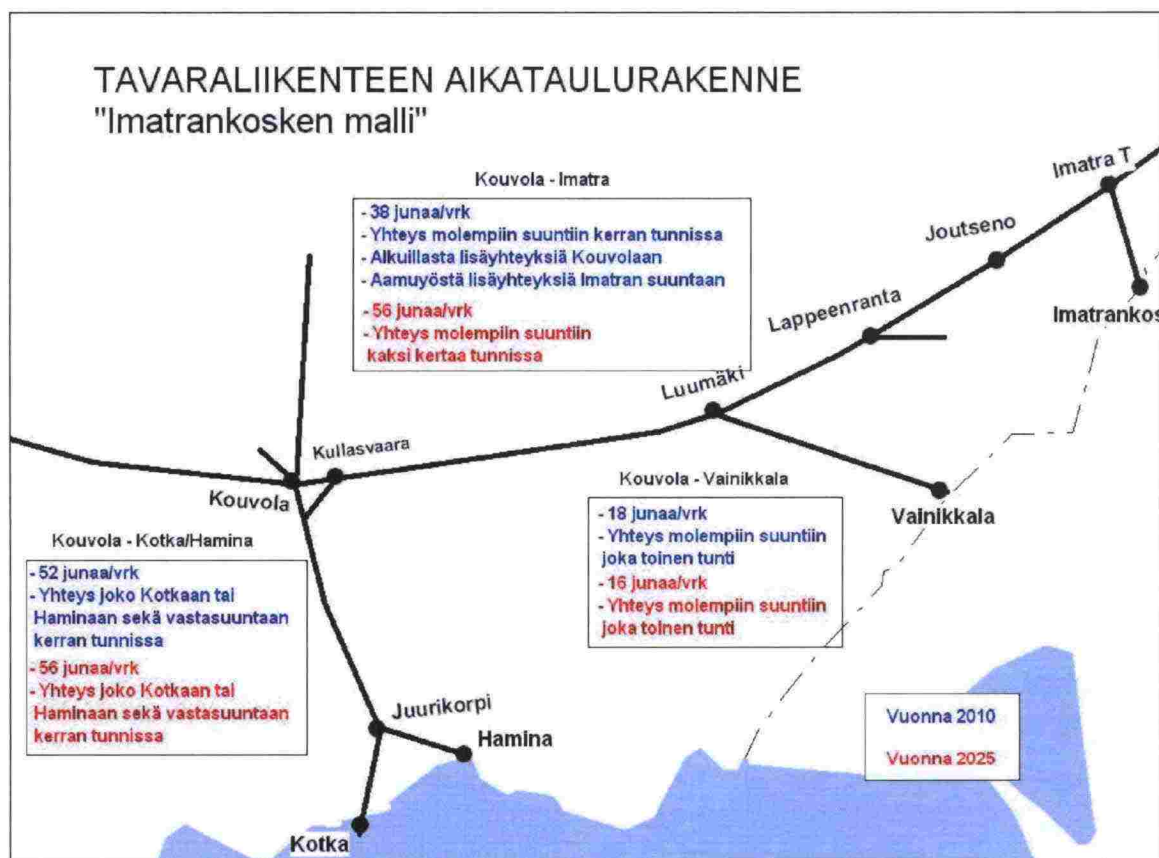 TAVARALIIKENTEEN AIKATAULURAKENNE
"Imatrankosken malli"
Kouvola - Imatra
- 38 junaa/vrk
- Yhteys molempiin suuntiin kerran tunnissa
- Alkuillasta lisäyhteyksiä Kouvolaan
- Aamuyöstä lisäyhteyksiä Imatran suuntaan
- 56 junaa/vrk
- Yhteys molempiin suuntiin
kaksi kertaa tunnissa
Imatra T
Joutseno
Imatrankos
Lappeenranta
Luumäki
Kullasvaara
Kouvola
Vainikkala
Kouvola - Vainikkala
- 18 junaa/vrk
- Yhteys molempiin suuntiin
joka toinen tunti
- 16 junaa/vrk
- Yhteys molempiin suuntiin
joka toinen tunti
Kouvola - Kotka/Hamina
- 52 junaa/vrk
- Yhteys joko Kotkaan tai
Haminaan sekä vastasuuntaan
kerran tunnissa
- 56 junaa/vrk
- Yhteys joko Kotkaan tai
Haminaan sekä vastasuuntaan
kerran tunnissa
Juurikorpi
Hamina
Kotka
Vuonna 2010
Vuonna 2025